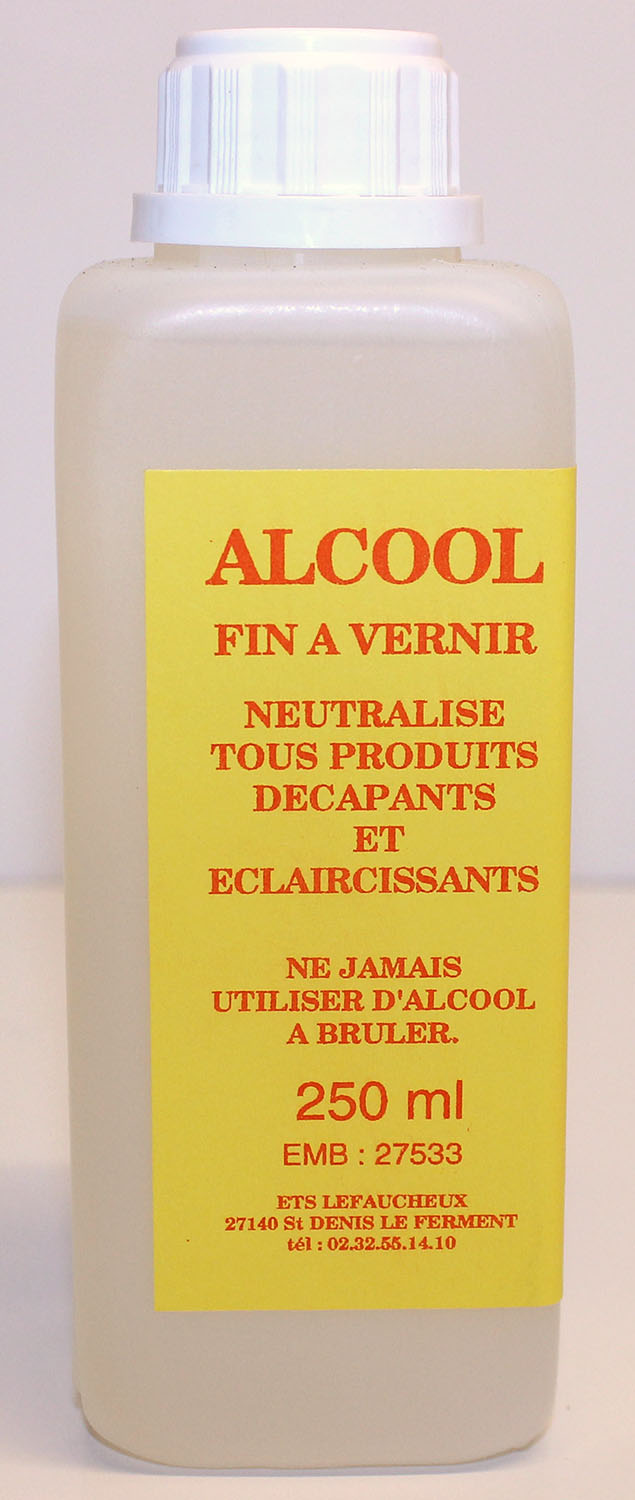 ALCOOL
FIN A VERNIR
NEUTRALISE
TOUS PRODUITS
DECAPANTS
ET
ECLAIRCISSANTS
NE JAMAIS
UTILISER D'ALCOOL
A BRULER.
250 ml
EMB : 27533
ETS LEFAUCHEUX
27140 St DENIS LE FERMENT
tél : 02.32.55.14.10